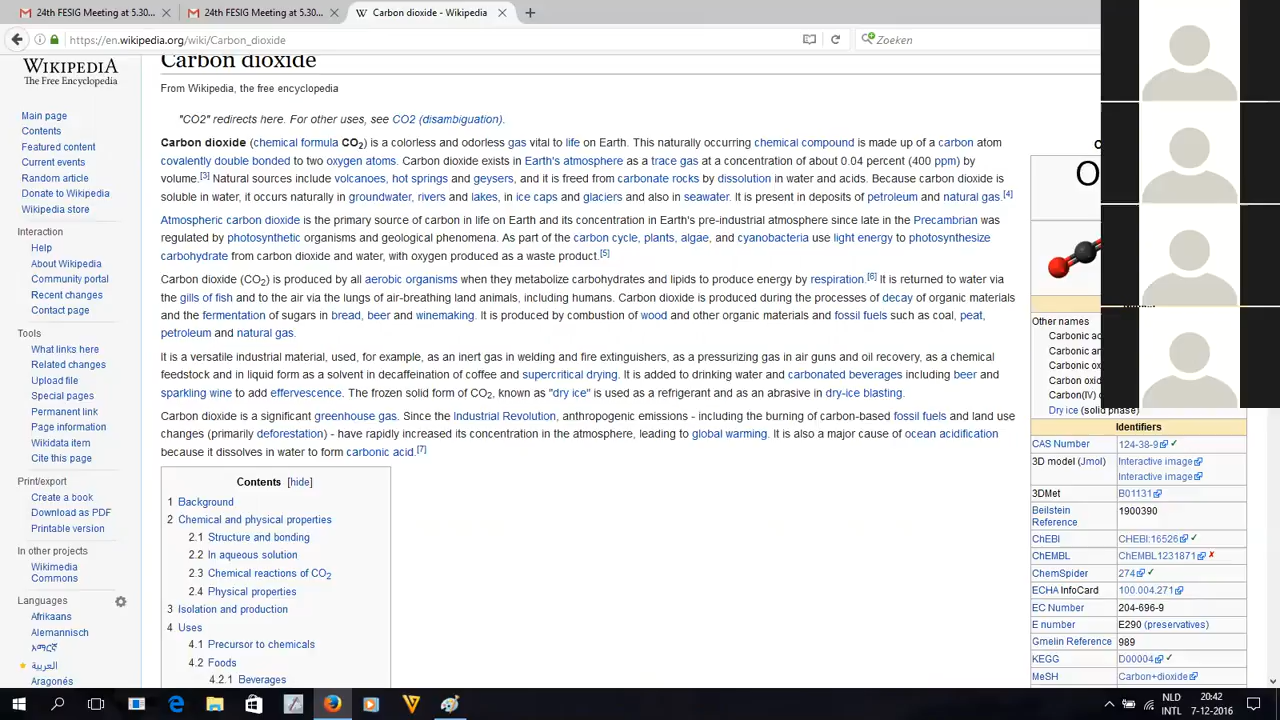 24th FESIG Meeting at 5.30...
24th FESIG Meeting at 5.30...
Carbon dioxide - Wikipedia
https://en.wikipedia.org/wiki/Carbon_dioxide
Zoeken
WIKIPEDIA
The Free Encyclopedia
Main page
Contents
Featured content
Current events
Random article
Donate to Wikipedia
Wikipedia store
Interaction
Help
About Wikipedia
Community portal
Recent changes
Contact page
Tools
What links here
Related changes
Upload file
Special pages
Permanent link
Page information
Wikidata item
Cite this page
Print/export
Create a book
Download as PDF
Printable version
In other projects
Wikimedia
Commons
Languages
Afrikaans
Alemannisch
አማርኛ
العربية
Aragonés
Carbon dioxide
From Wikipedia, the free encyclopedia
"CO2" redirects here. For other uses, see CO2 (disambiguation).
Carbon dioxide (chemical formula CO2) is a colorless and odorless gas vital to life on Earth. This naturally occurring chemical compound is made up of a carbon atom
covalently double bonded to two oxygen atoms. Carbon dioxide exists in Earth's atmosphere as a trace gas at a concentration of about 0.04 percent (400 ppm) by
volume.[3] Natural sources include volcanoes, hot springs and geysers, and it is freed from carbonate rocks by dissolution in water and acids. Because carbon dioxide is
soluble in water, it occurs naturally in groundwater, rivers and lakes, in ice caps and glaciers and also in seawater. It is present in deposits of petroleum and natural gas.[4]
Atmospheric carbon dioxide is the primary source of carbon in life on Earth and its concentration in Earth's pre-industrial atmosphere since late in the Precambrian was
regulated by photosynthetic organisms and geological phenomena. As part of the carbon cycle, plants, algae, and cyanobacteria use light energy to photosynthesize
carbohydrate from carbon dioxide and water, with oxygen produced as a waste product.[5]
Carbon dioxide (CO2) is produced by all aerobic organisms when they metabolize carbohydrates and lipids to produce energy by respiration.[6] It is returned to water via
the gills of fish and to the air via the lungs of air-breathing land animals, including humans. Carbon dioxide is produced during the processes of decay of organic materials
and the fermentation of sugars in bread, beer and winemaking. It is produced by combustion of wood and other organic materials and fossil fuels such as coal, peat,
petroleum and natural gas.
It is a versatile industrial material, used, for example, as an inert gas in welding and fire extinguishers, as a pressurizing gas in air guns and oil recovery, as a chemical
feedstock and in liquid form as a solvent in decaffeination of coffee and supercritical drying. It is added to drinking water and carbonated beverages including beer and
sparkling wine to add effervescence. The frozen solid form of CO2, known as "dry ice" is used as a refrigerant and as an abrasive in dry-ice blasting.
Carbon dioxide is a significant greenhouse gas. Since the Industrial Revolution, anthropogenic emissions - including the burning of carbon-based fossil fuels and land use
changes (primarily deforestation) - have rapidly increased its concentration in the atmosphere, leading to global warming. It is also a major cause of ocean acidification
because it dissolves in water to form carbonic acid.[7]
Contents [hide]
1 Background
2 Chemical and physical properties
2.1 Structure and bonding
2.2 In aqueous solution
2.3 Chemical reactions of CO2
2.4 Physical properties
3 Isolation and production
4 Uses
4.1 Precursor to chemicals
4.2 Foods
4.2.1 Beverages
O
Other names
Carbonic
Carbonic
Carbonic
Carbon
Carbon(IV)
Dry ice (solid phase)
Identifiers
CAS Number 124-38-9
3D model (Jmol) Interactive image
Interactive image
3DMet B01131
Beilstein
Reference 1900390
ChEBI CHEBI:16526
ChEMBL ChEMBL1231871
ChemSpider 274
ECHA InfoCard 100.004.271
EC Number 204-696-9
E number E290 (preservatives)
Gmelin Reference 989
KEGG D00004
MeSH Carbon+dioxide
NLD
INTL
20:42
7-12-2016